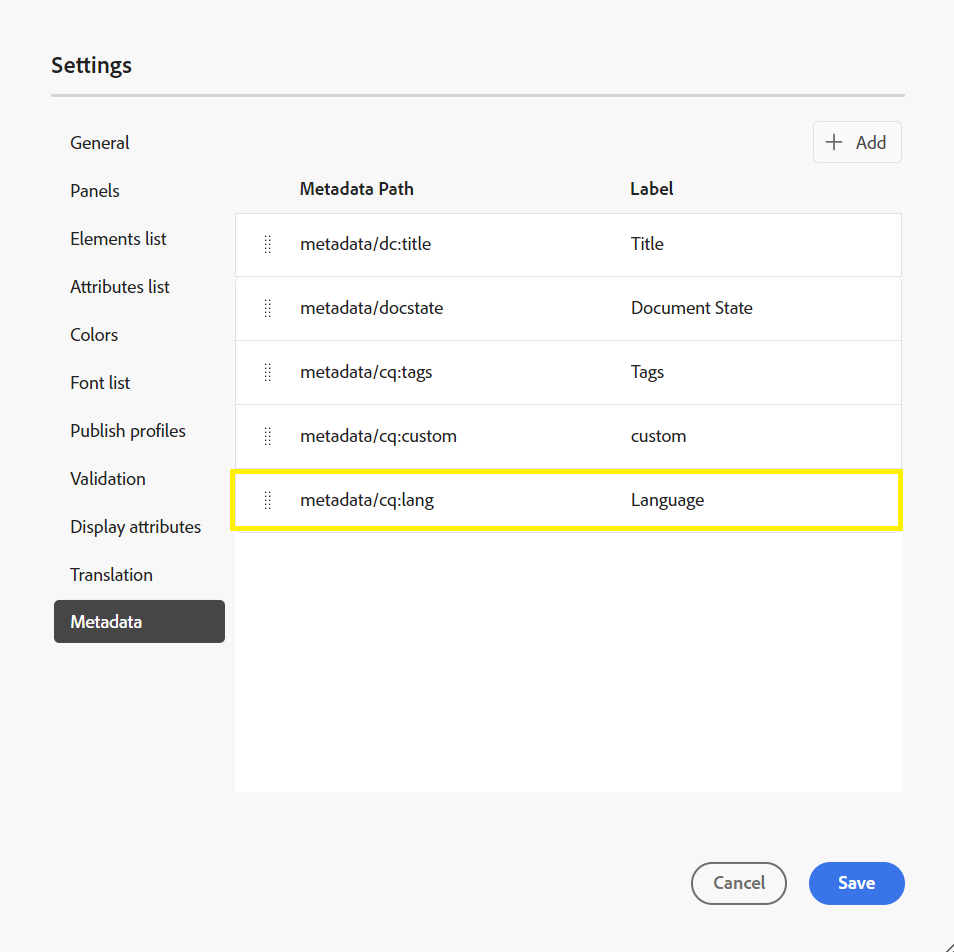 Settings
General
Panels
Elements list
Attributes list
Colors
Font list
Publish profiles
Validation
Display attributes
Translation
Metadata
Add
Metadata Path Label
metadata/dc:title Title
metadata/docstate Document State
metadata/cq:tags Tags
metadata/cq:custom custom
metadata/cq:lang Language
Cancel Save